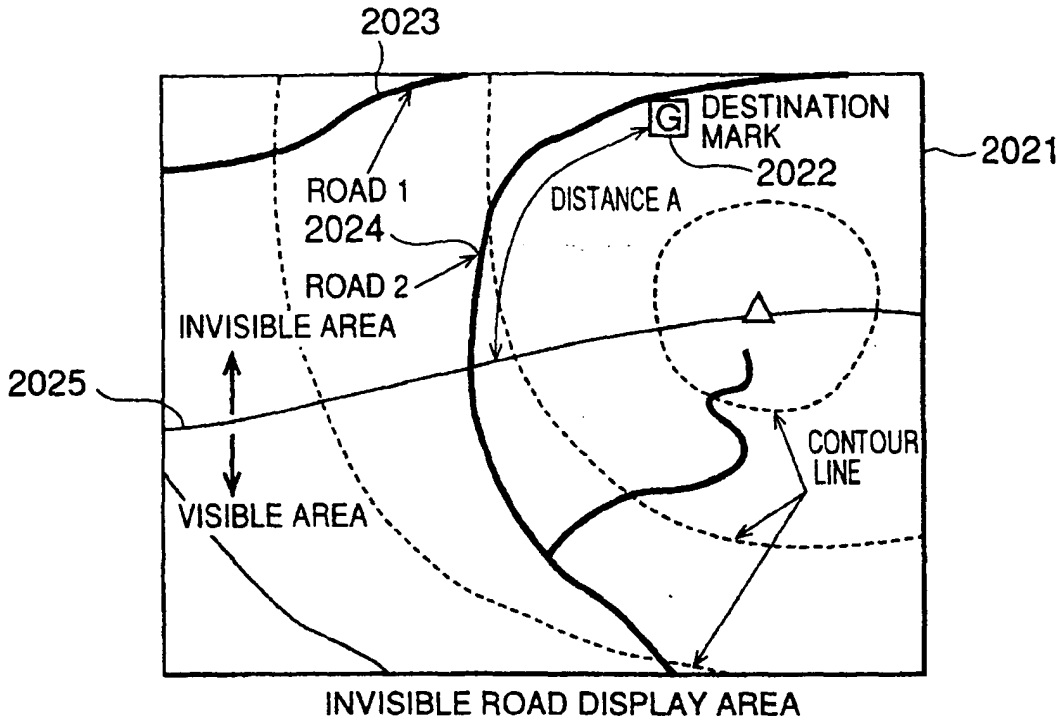 2023
G
DESTINATION
MARK
2021
2022
ROAD 1
DISTANCE A
2024
ROAD 2
INVISIBLE AREA
2025
CONTOUR
LINE
VISIBLE AREA
INVISIBLE ROAD DISPLAY AREA